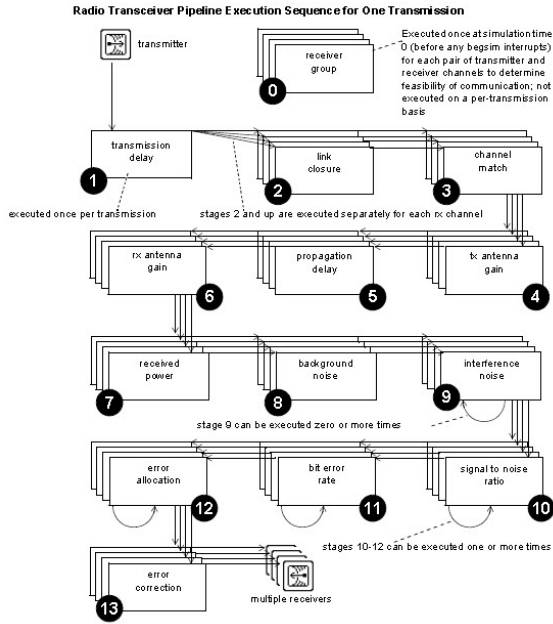 Radio Transceiver Pipeline Execution Sequence for One Transmission
transmitter
receiver
group
0
Executed once at simulation time
0 (before any begsim interrupts)
for each pair of transmitter and
receiver channels to determine
feasibility of communication; not
executed on a per-transmission
basis
transmission
delay
1
link
closure
2
channel
match
3
executed once per transmission
stages 2 and up are executed separately for each rx channel
rx antenna
gain
6
propagation
delay
5
tx antenna
gain
4
received
power
7
background
noise
8
interference
noise
9
stage 9 can be executed zero or more times
error
allocation
12
bit error
rate
11
signal to noise
ratio
10
stages 10-12 can be executed one or more times
error
correction
13
multiple receivers